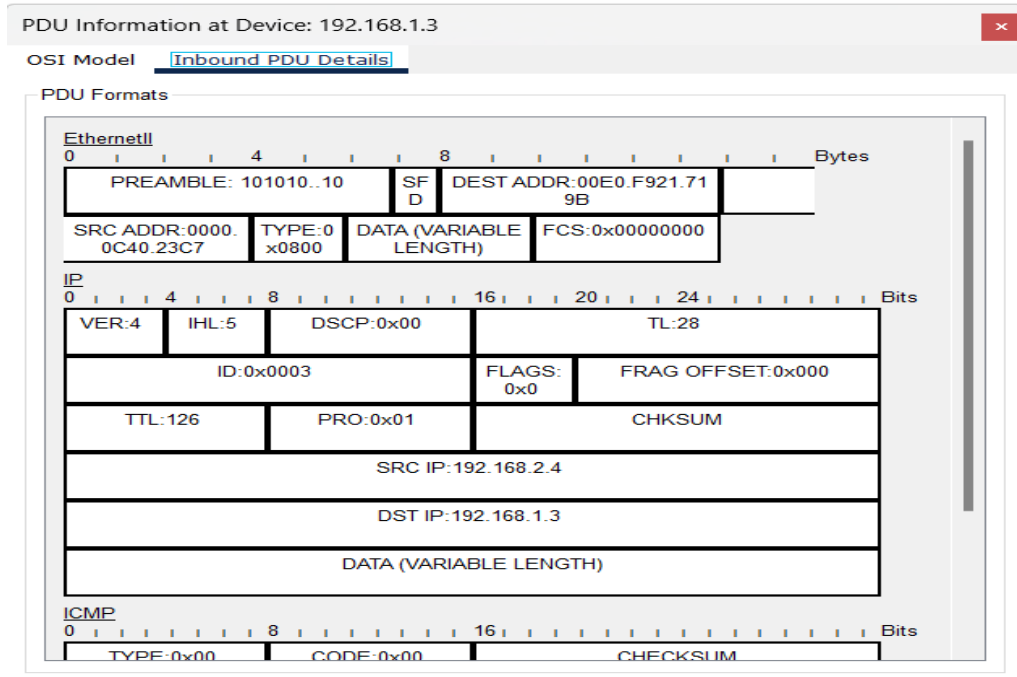 PDU Information at Device: 192.168.1.3
×
OSI Model Inbound PDU Details
PDU Formats
EthernetII
0 4 8 Bytes
PREAMBLE: 101010..10 SF D DEST ADDR:00E0.F921.71 9B
SRC ADDR:0000. 0C40.23C7 TYPE:0 x0800 DATA (VARIABLE LENGTH) FCS:0x00000000
IP
0 4 8 16 20 24 Bits
VER:4 IHL:5 DSCP:0x00 TL:28
ID:0x0003 FLAGS: 0x0 FRAG OFFSET:0x000
TTL:126 PRO:0x01 CHKSUM
SRC IP:192.168.2.4
DST IP:192.168.1.3
DATA (VARIABLE LENGTH)
ICMP
0 8 16 Bits
TYPE:0x00 CODE:0x00 CHECKSUM